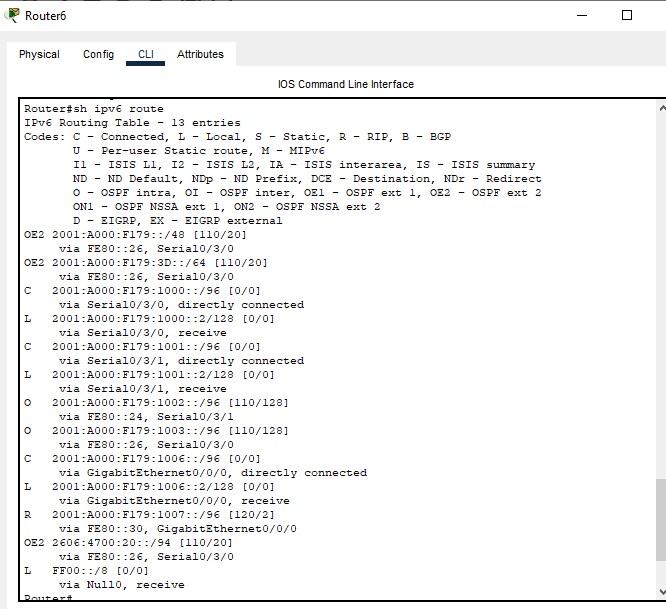 Router6
Physical Config CLI Attributes
IOS Command Line Interface
Router#sh ipv6 route
IPv6 Routing Table - 13 entries
Codes: C - Connected, L - Local, S - Static, R - RIP, B - BGP
U - Per-user Static route, M - MIPv6
I1 - ISIS L1, I2 - ISIS L2, IA - ISIS interarea, IS - ISIS summary
ND - ND Default, NDp - ND Prefix, DCE - Destination, NDr - Redirect
O - OSPF intra, OI - OSPF inter, OE1 - OSPF ext 1, OE2 - OSPF ext 2
ON1 - OSPF NSSA ext 1, ON2 - OSPF NSSA ext 2
D - EIGRP, EX - EIGRP external
OE2 2001:A000:F179::/48 [110/20]
via FE80::26, Serial0/3/0
OE2 2001:A000:F179:3D::/64 [110/20]
via FE80::26, Serial0/3/0
C 2001:A000:F179:1000::/96 [0/0]
via Serial0/3/0, directly connected
L 2001:A000:F179:1000::2/128 [0/0]
via Serial0/3/0, receive
C 2001:A000:F179:1001::/96 [0/0]
via Serial0/3/1, directly connected
L 2001:A000:F179:1001::2/128 [0/0]
via Serial0/3/1, receive
O 2001:A000:F179:1002::/96 [110/128]
via FE80::24, Serial0/3/1
O 2001:A000:F179:1003::/96 [110/128]
via FE80::26, Serial0/3/0
C 2001:A000:F179:1006::/96 [0/0]
via GigabitEthernet0/0/0, directly connected
L 2001:A000:F179:1006::2/128 [0/0]
via GigabitEthernet0/0/0, receive
R 2001:A000:F179:1007::/96 [120/2]
via FE80::30, GigabitEthernet0/0/0
OE2 2606:4700:20::/94 [110/20]
via FE80::26, Serial0/3/0
L FF00::/8 [0/0]
via Null0, receive
Router#